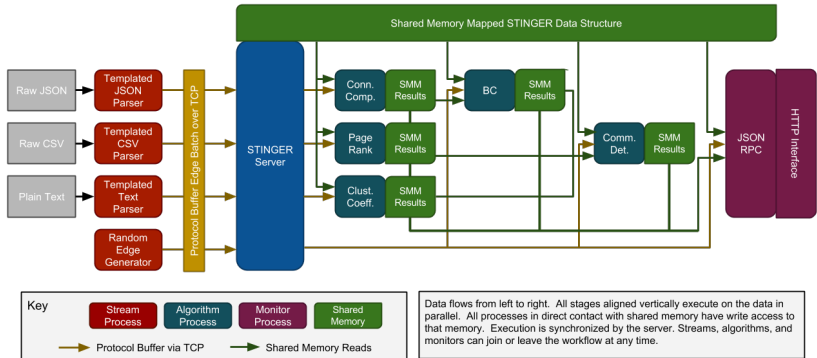 Shared Memory Mapped STINGER Data Structure
Raw JSON
Templated
JSON
Parser
Raw CSV
Templated
CSV
Parser
Plain Text
Templated
Text
Parser
Random
Edge
Generator
Protocol Buffer Edge Batch over TCP
STINGER
Server
Conn.
Comp.
SMM
Results
Page
Rank
SMM
Results
Clust.
Coeff.
SMM
Results
BC
SMM
Results
Comm.
Det.
SMM
Results
JSON
RPC
HTTP Interface
Key
Stream
Process
Algorithm
Process
Monitor
Process
Shared
Memory
Protocol Buffer via TCP
Shared Memory Reads
Data flows from left to right. All stages aligned vertically execute on the data in
parallel. All processes in direct contact with shared memory have write access to
that memory. Execution is synchronized by the server. Streams, algorithms, and
monitors can join or leave the workflow at any time.